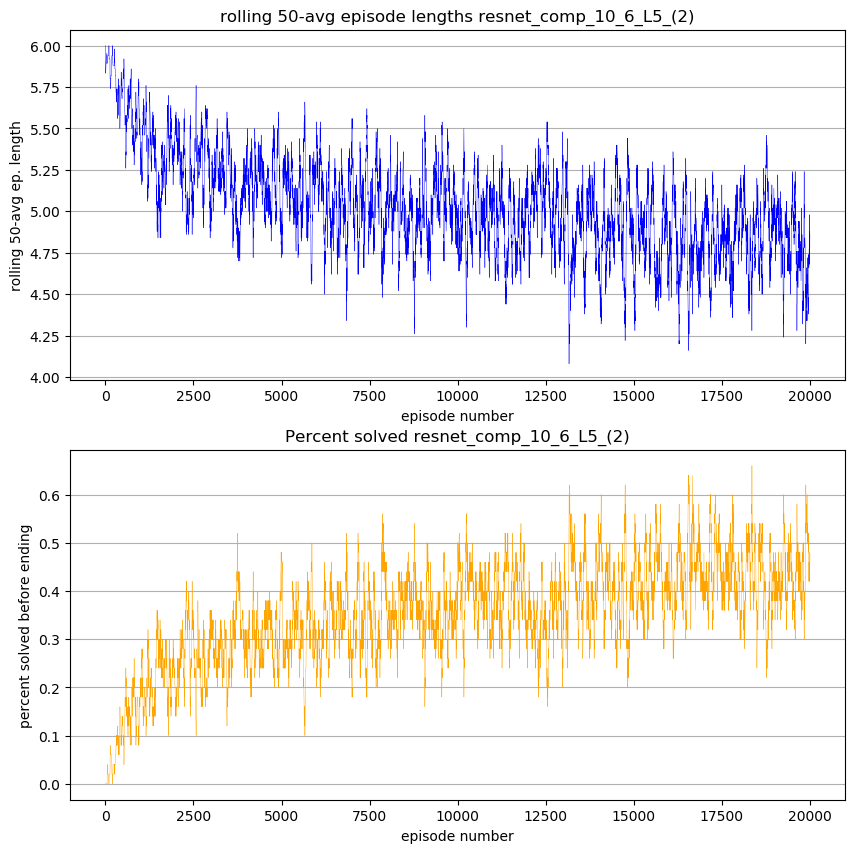 rolling 50-avg episode lengths resnet_comp_10_6_L5_(2)
rolling 50-avg ep. length
6.00
5.75
5.50
5.25
5.00
4.75
4.50
4.25
4.00
0 2500 5000 7500 10000 12500 15000 17500 20000
episode number
Percent solved resnet_comp_10_6_L5_(2)
percent solved before ending
0.6
0.5
0.4
0.3
0.2
0.1
0.0
0 2500 5000 7500 10000 12500 15000 17500 20000
episode number